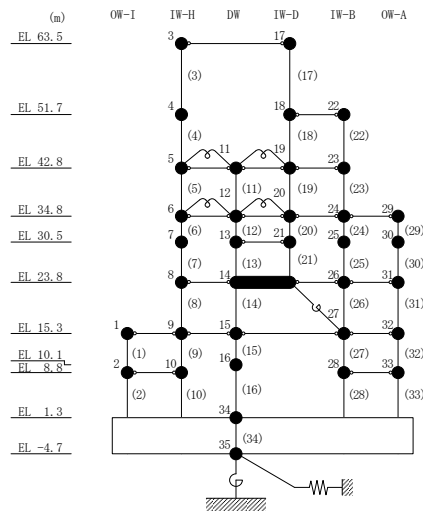 (m) OW-I IW-H DW IW-D IW-B OW-A
EL 63.5 3 17
(3) (17)
EL 51.7 4 18 22
(4) (18) (22)
11 19
EL 42.8 5 23
(5) (11) (19) (23)
12 20
EL 34.8 6 24 29
(6) (12) (20) (24) (29)
EL 30.5 7 13 21 25 30
(7) (13) (21) (25) (30)
EL 23.8 8 14 26 31
(8) (14) (26) (31)
27
EL 15.3 1 9 15 32
(1) (9) (15) (27) (32)
EL 10.1 16
EL 8.8 2 10 28 33
(2) (10) (16) (28) (33)
EL 1.3 34
(34)
EL -4.7 35